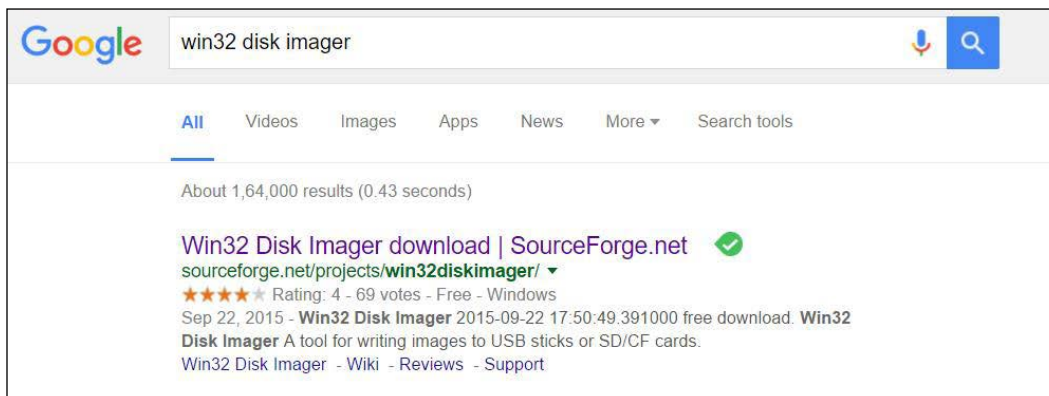 Google win32 disk imager
All Videos Images Apps News More Search tools
About 1,64,000 results (0.43 seconds)
Win32 Disk Imager download | SourceForge.net
sourceforge.net/projects/win32diskimager/
Rating: 4 - 69 votes - Free - Windows
Sep 22, 2015 - Win32 Disk Imager 2015-09-22 17:50:49.391000 free download. Win32
Disk Imager A tool for writing images to USB sticks or SD/CF cards.
Win32 Disk Imager - Wiki - Reviews - Support